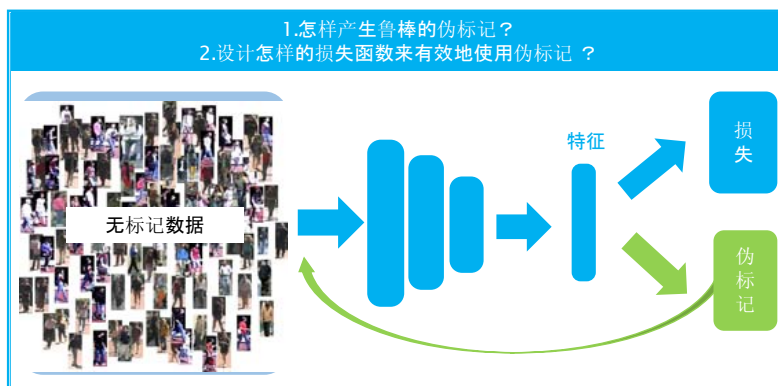 1.怎样产生鲁棒的伪标记？
2.设计怎样的损失函数来有效地使用伪标记 ？
特征
损
失
无标记数据
伪
标
记